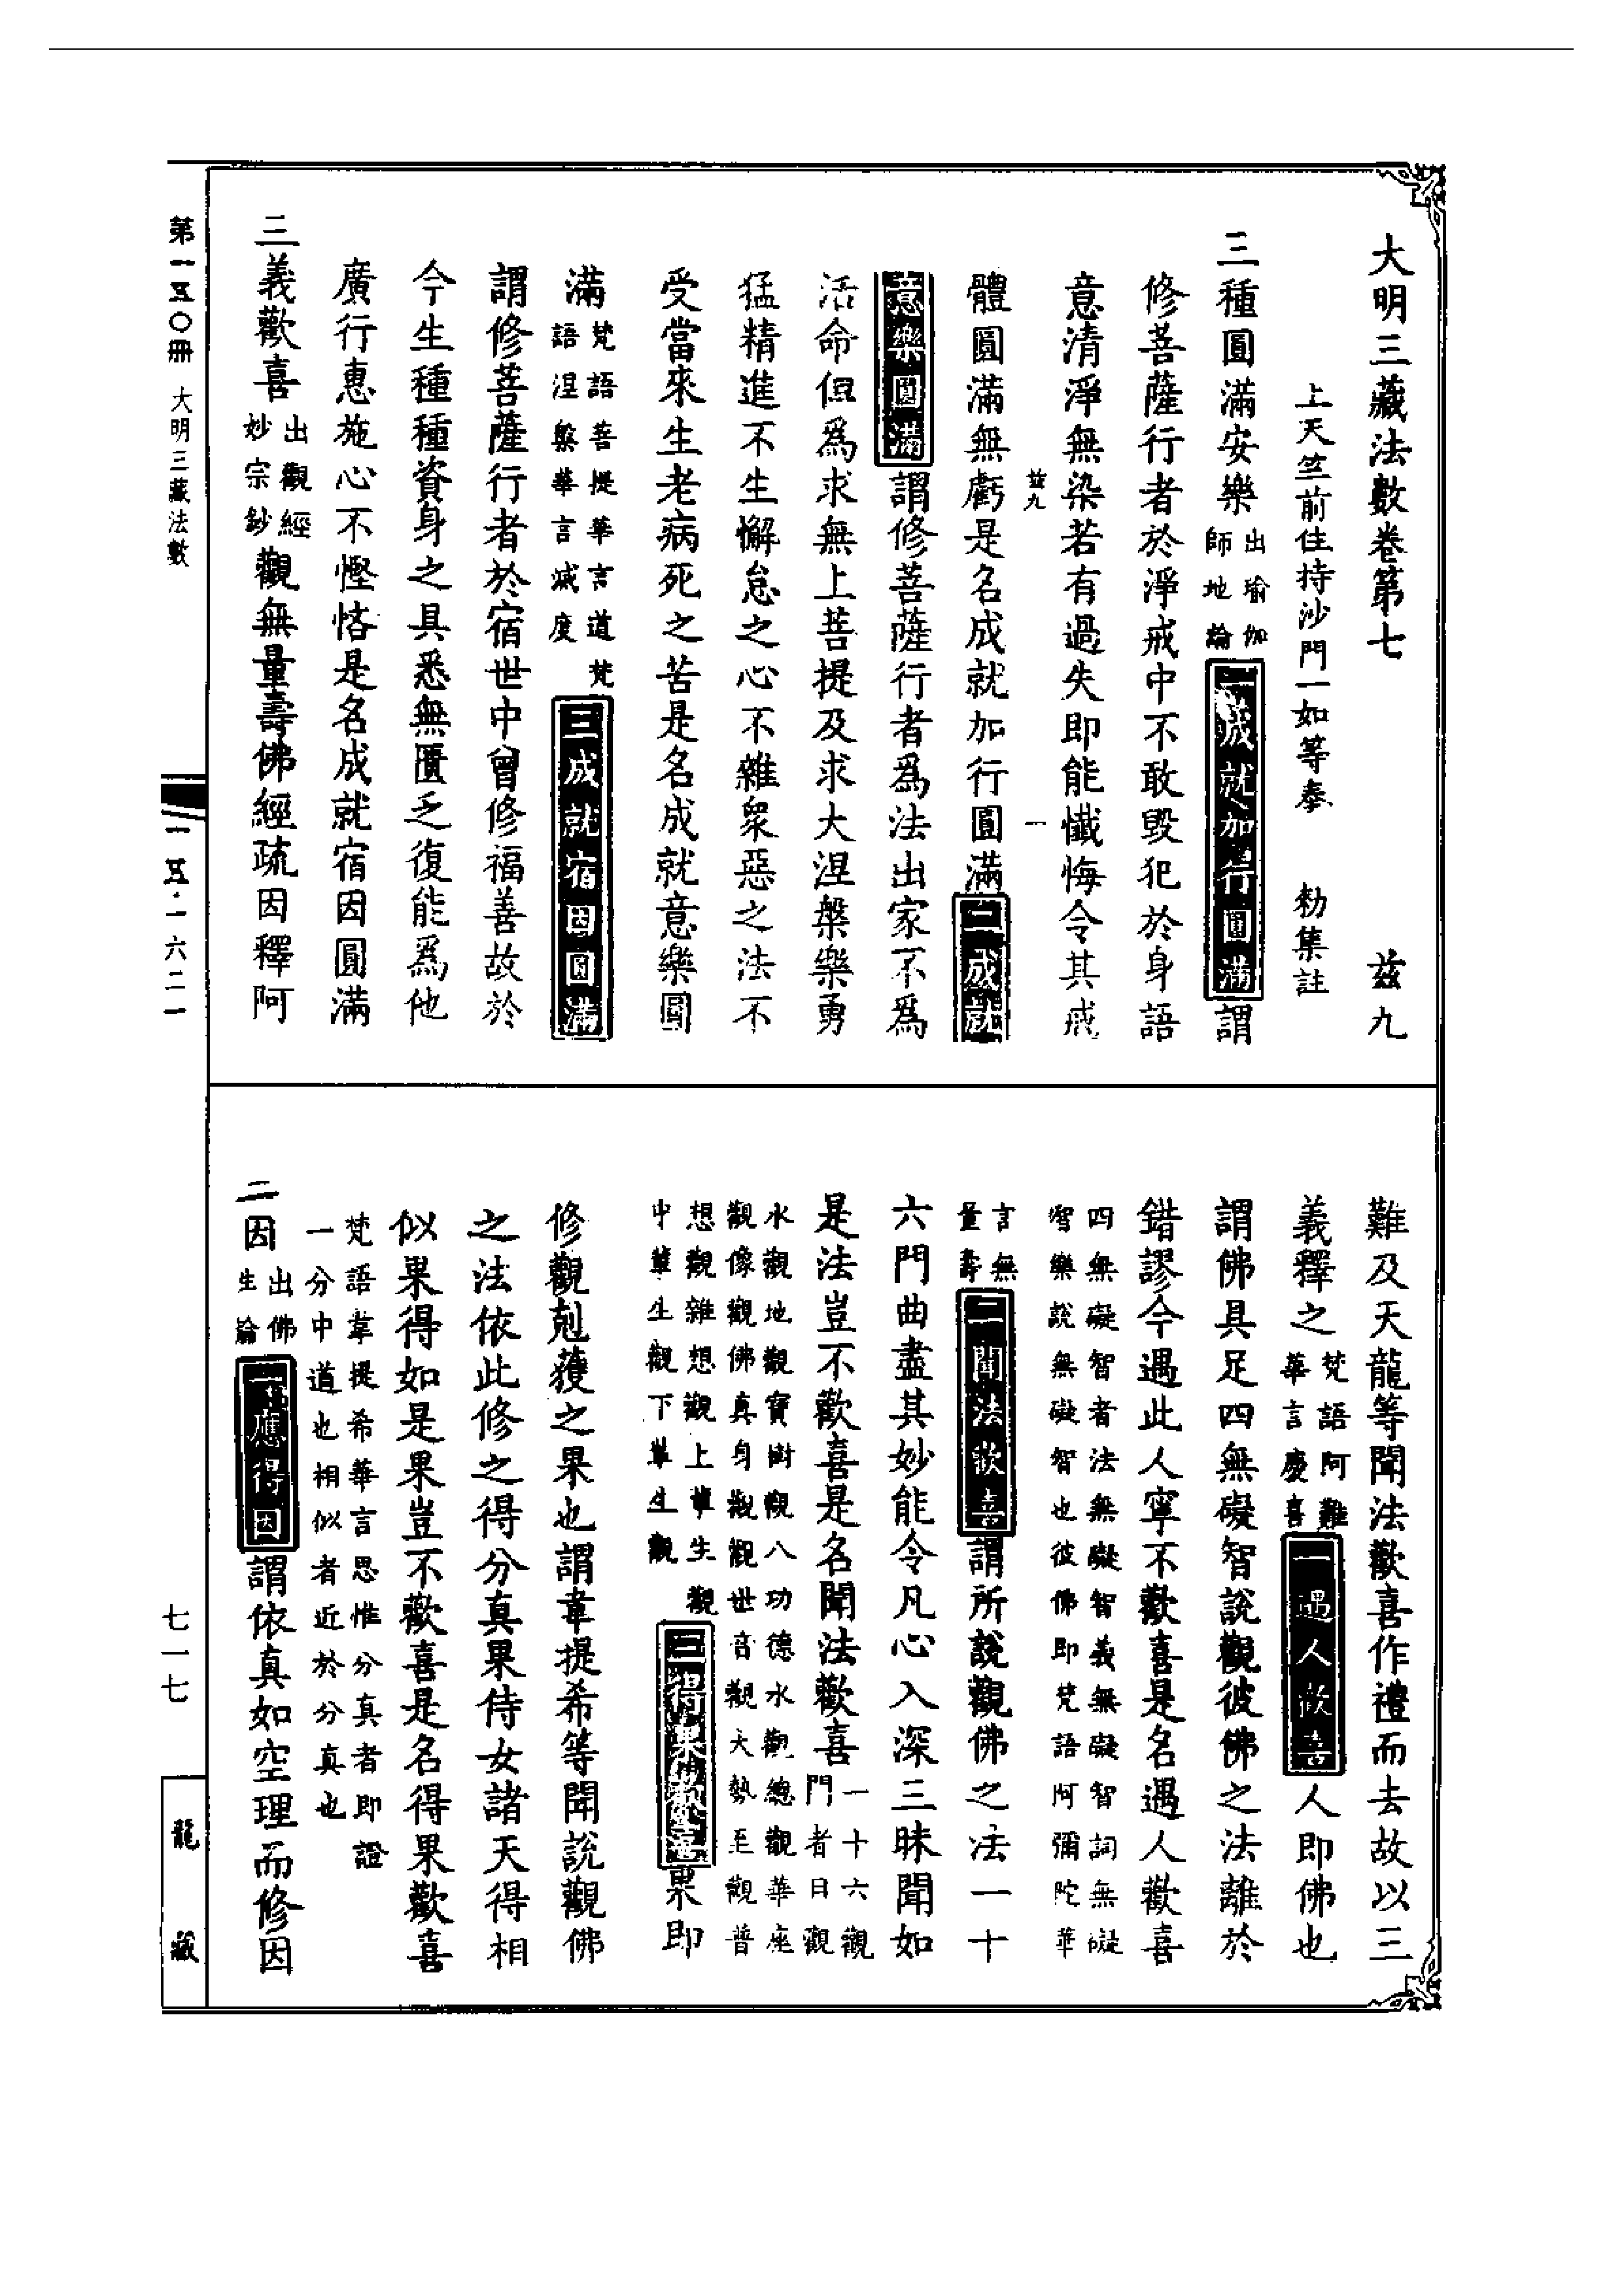 大明三藏法數卷第七　茲九
上天竺前住持沙門一如等奉　勑集註
三種圓滿安樂出瑜伽師地論一成就加行圓滿謂
修菩薩行者於淨戒中不敢毀犯於身語
意清淨無染若有過失即能懺悔令其戒
茲九　一
體圓滿無虧是名成就加行圓滿二成就
意樂圓滿謂修菩薩行者爲法出家不爲
活命但爲求無上菩提及求大涅槃樂勇
猛精進不生懈怠之心不雜衆惡之法不
受當來生老病死之苦是名成就意樂圓
滿梵語菩提華言道梵語涅槃華言滅度三成就宿因圓滿
謂修菩薩行者於宿世中曾修福善故於
今生種種資身之具悉無匱乏復能爲他
廣行惠施心不慳悋是名成就宿因圓滿
三義歡喜出觀經妙宗鈔觀無量壽佛經疏因釋阿
難及天龍等聞法歡喜作禮而去故以三
義釋之梵語阿難華言慶喜一遇人歡喜人即佛也
謂佛具足四無礙智說觀彼佛之法離於
錯謬今遇此人寧不歡喜是名遇人歡喜
四無礙智者法無礙智義無礙智詞無礙
智樂說無礙智也彼佛即梵語阿彌陀華
言無量壽二聞法歡喜謂所說觀佛之法一十
六門曲盡其妙能令凡心入深三昧聞如
是法豈不歡喜是名聞法歡喜一十六觀門者日觀
水觀地觀寶樹觀八功德水觀總觀華座
觀像觀佛真身觀觀世音觀大勢至觀普
想觀雜想觀上輩生觀
中輩生觀下輩生觀三得果歡喜果即
修觀剋獲之果也謂韋提希等聞說觀佛
之法依此修之得分真果侍女諸天得相
似果得如是果豈不歡喜是名得果歡喜
梵語韋提希華言思惟分真者即證
一分中道也相似者近於分真也
三因出佛生論一應得因謂依真如空理而修因
第一五〇冊　大明三藏法數
一五·一六二一
七一七
龍藏